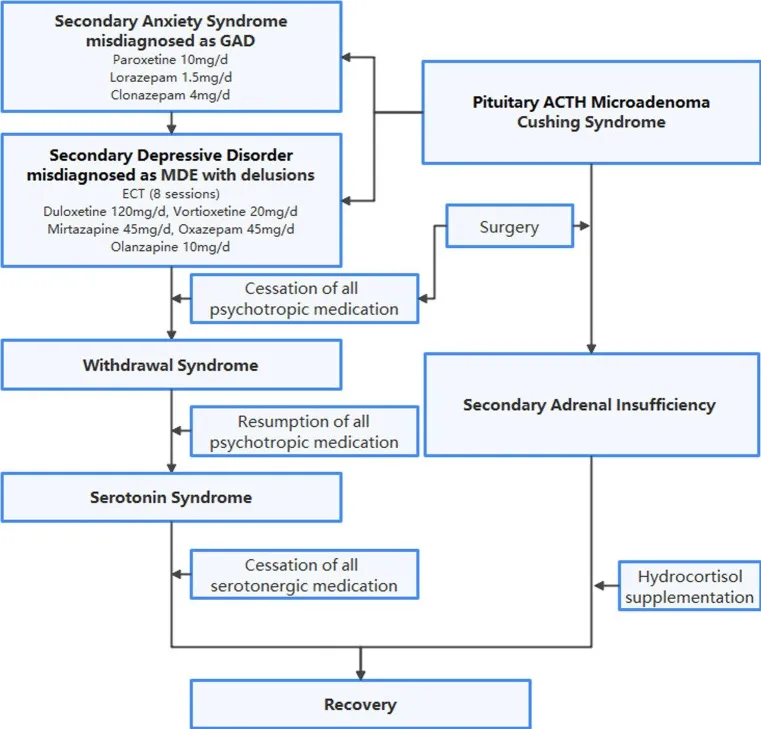 Secondary Anxiety Syndrome
misdiagnosed as GAD
Paroxetine 10mg/d
Lorazepam 1.5mg/d
Clonazepam 4mg/d
Pituitary ACTH Microadenoma
Cushing Syndrome
Secondary Depressive Disorder
misdiagnosed as MDE with delusions
ECT (8 sessions)
Duloxetine 120mg/d, Vortioxetine 20mg/d
Mirtazapine 45mg/d, Oxazepam 45mg/d
Olanzapine 10mg/d
Surgery
Cessation of all
psychotropic medication
Withdrawal Syndrome
Secondary Adrenal Insufficiency
Resumption of all
psychotropic medication
Serotonin Syndrome
Cessation of all
serotonergic medication
Hydrocortisol
supplementation
Recovery